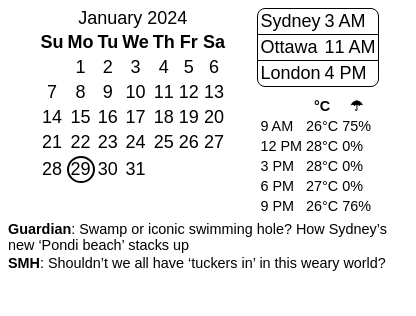 January 2024
Su Mo Tu We Th Fr Sa
1 2 3 4 5 6
7 8 9 10 11 12 13
14 15 16 17 18 19 20
21 22 23 24 25 26 27
28 29 30 31
Sydney 3 AM
Ottawa 11 AM
London 4 PM
°C ☂
9 AM 26°C 75%
12 PM 28°C 0%
3 PM 28°C 0%
6 PM 27°C 0%
9 PM 26°C 76%
Guardian: Swamp or iconic swimming hole? How Sydney’s
new ‘Pondi beach’ stacks up
SMH: Shouldn’t we all have ‘tuckers in’ in this weary world?